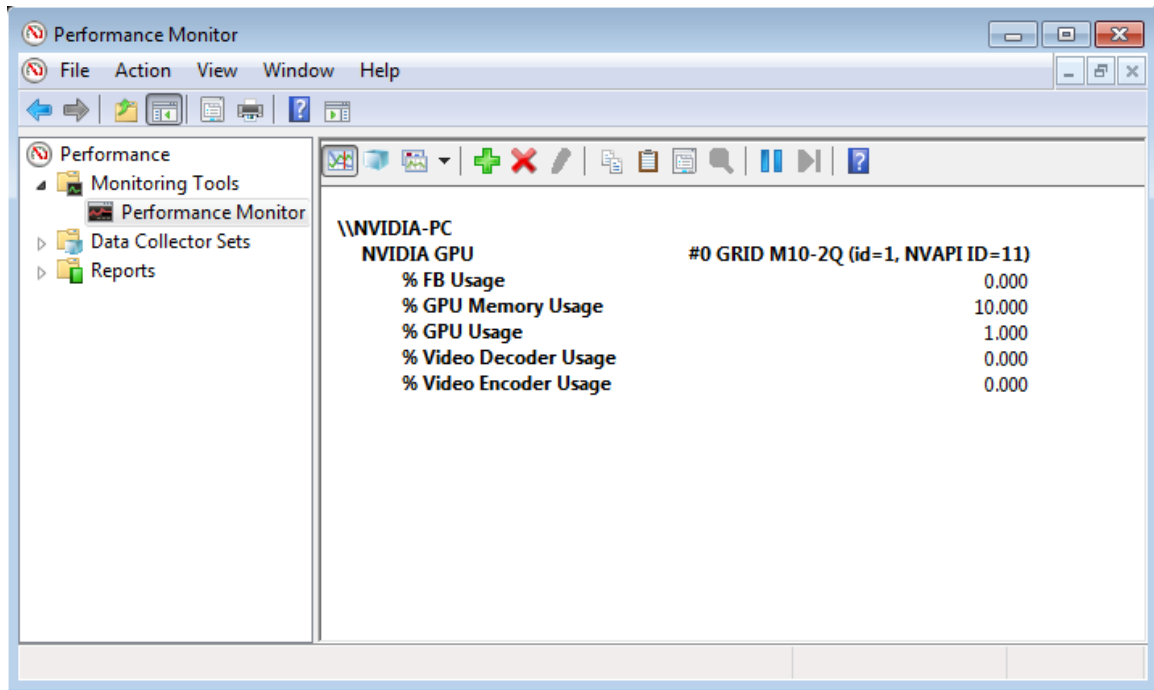 Performance Monitor
File Action View Window Help
Performance
Monitoring Tools
Performance Monitor
Data Collector Sets
Reports
\\NVIDIA-PC
NVIDIA GPU #0 GRID M10-2Q (id=1, NVAPI ID=11)
% FB Usage 0.000
% GPU Memory Usage 10.000
% GPU Usage 1.000
% Video Decoder Usage 0.000
% Video Encoder Usage 0.000